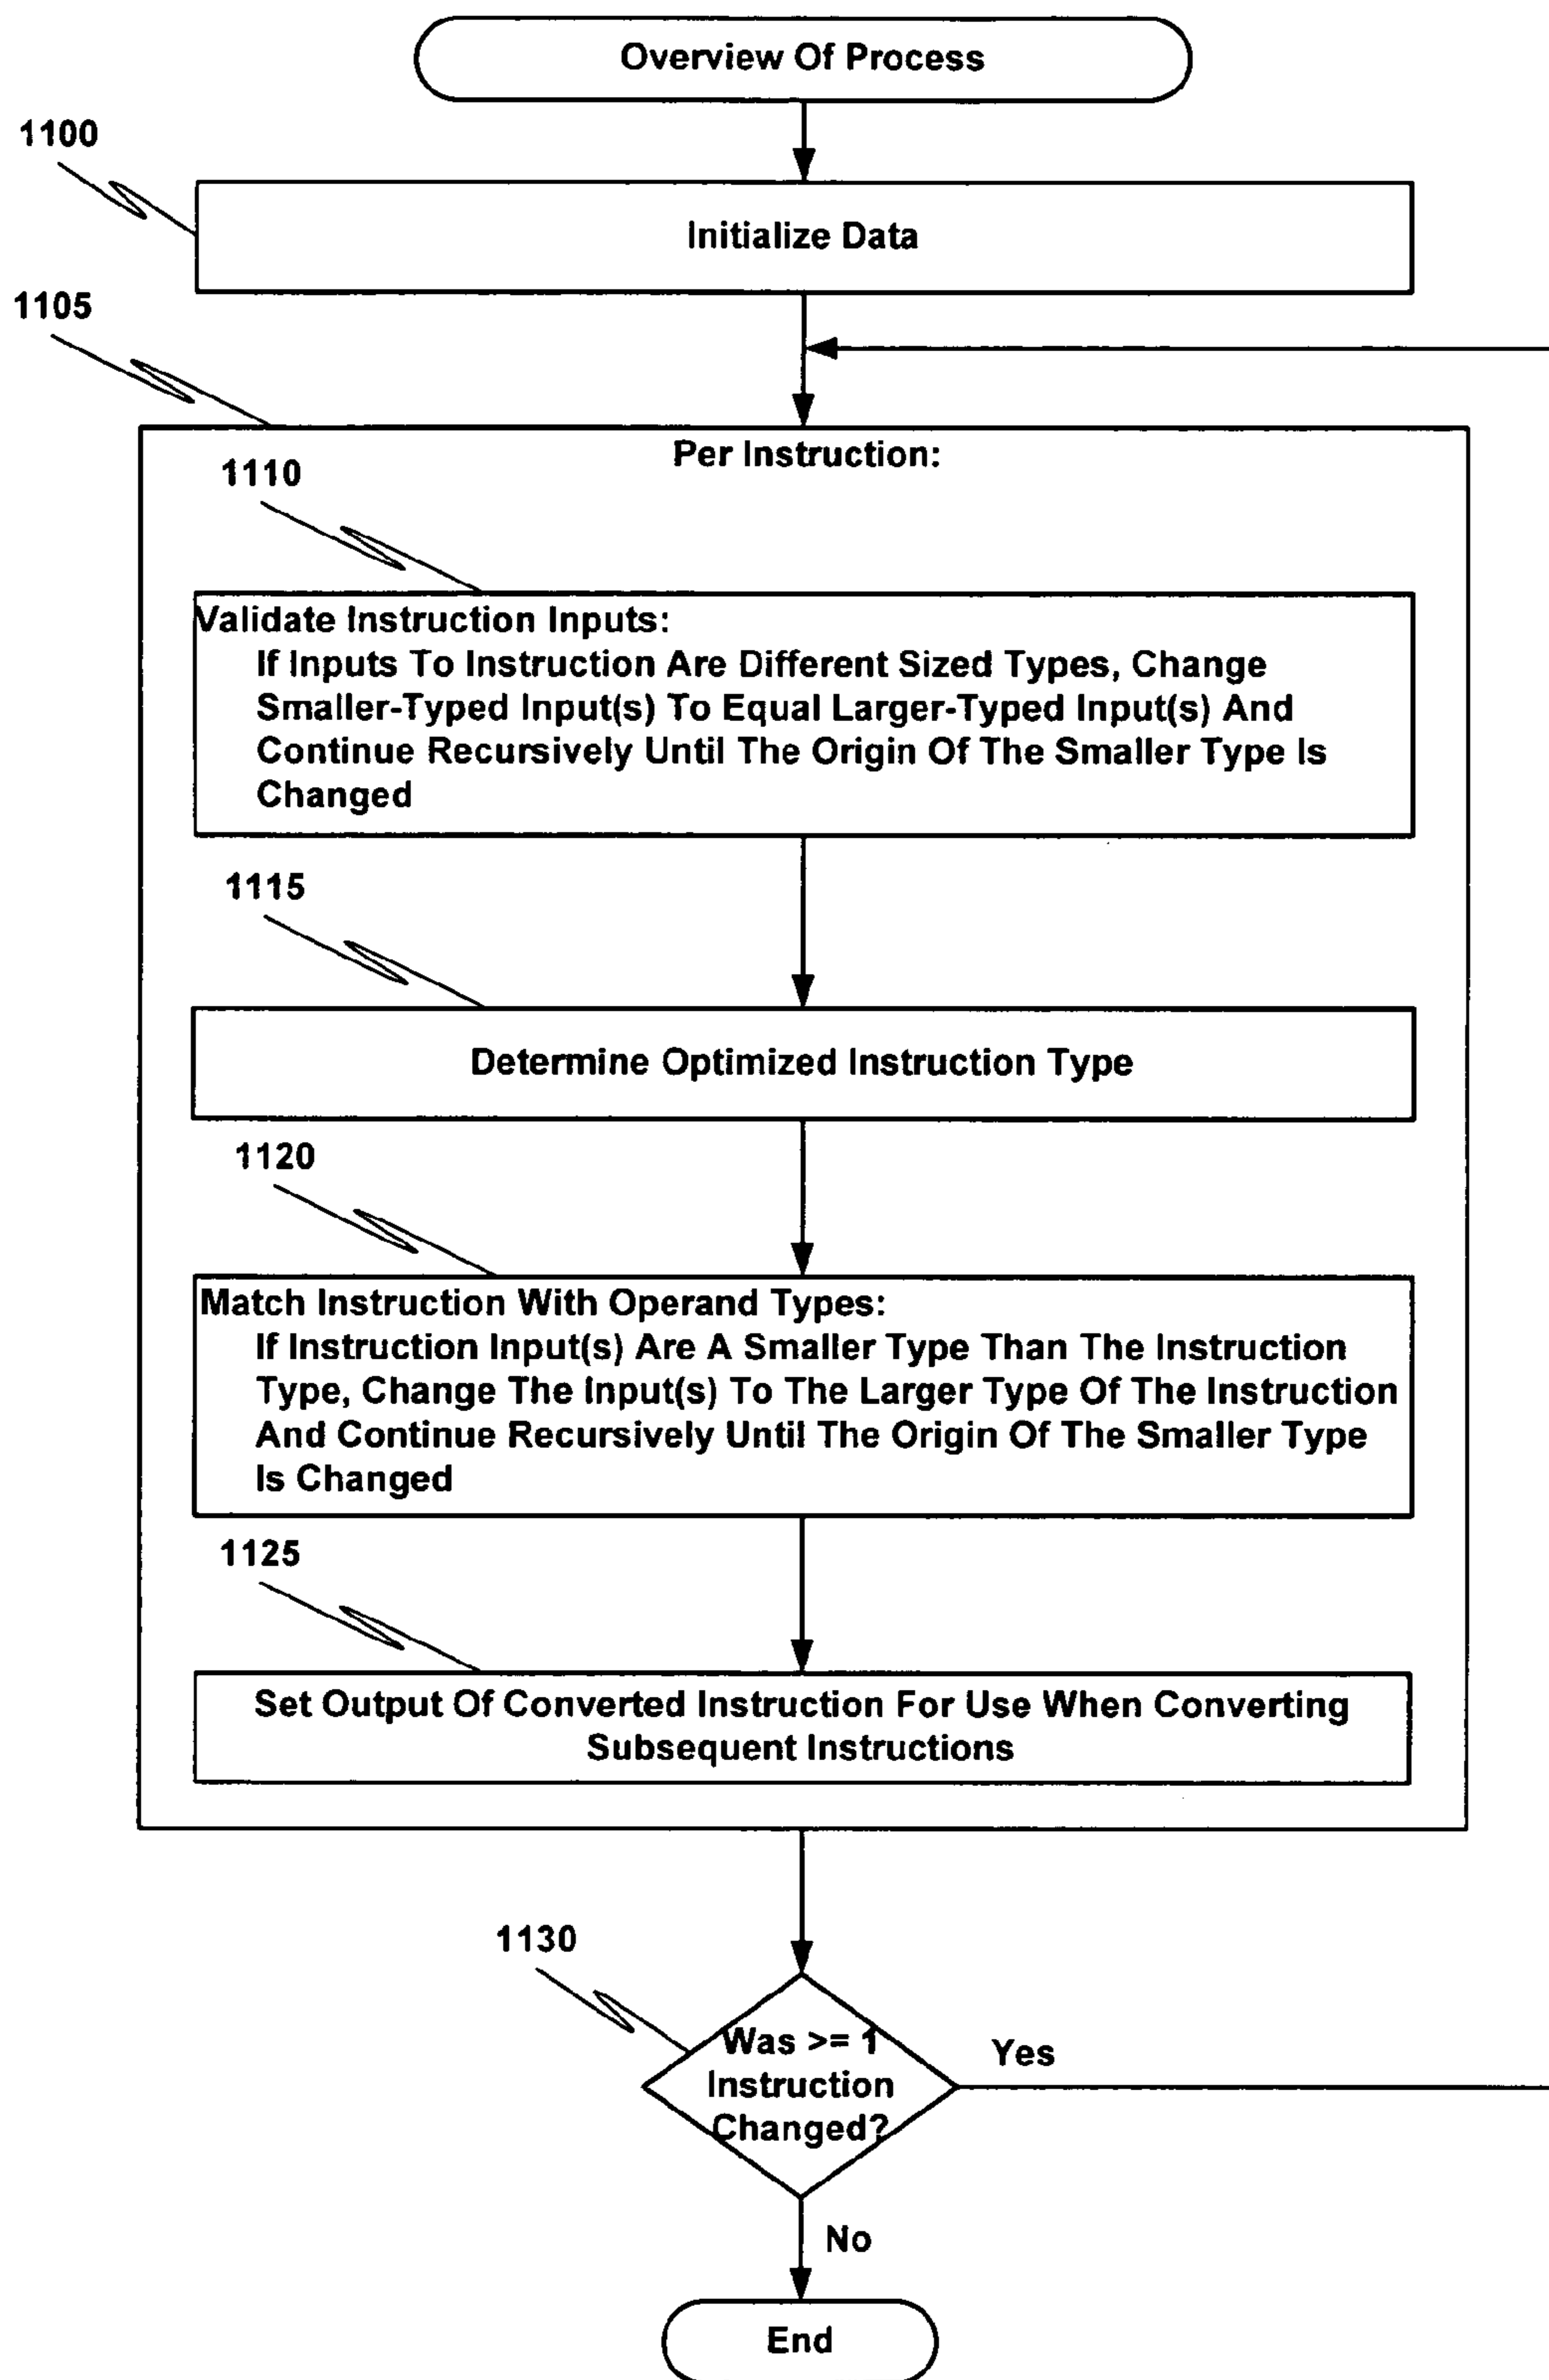 Overview Of Process
1100
Initialize Data
1105
Per Instruction:
1110
Validate Instruction Inputs:
If Inputs To Instruction Are Different Sized Types, Change
Smaller-Typed Input(s) To Equal Larger-Typed Input(s) And
Continue Recursively Until The Origin Of The Smaller Type Is
Changed
1115
Determine Optimized Instruction Type
1120
Match Instruction With Operand Types:
If Instruction Input(s) Are A Smaller Type Than The Instruction
Type, Change The Input(s) To The Larger Type Of The Instruction
And Continue Recursively Until The Origin Of The Smaller Type
Is Changed
1125
Set Output Of Converted Instruction For Use When Converting
Subsequent Instructions
1130
Was >= 1
Instruction
Changed?
Yes
No
End